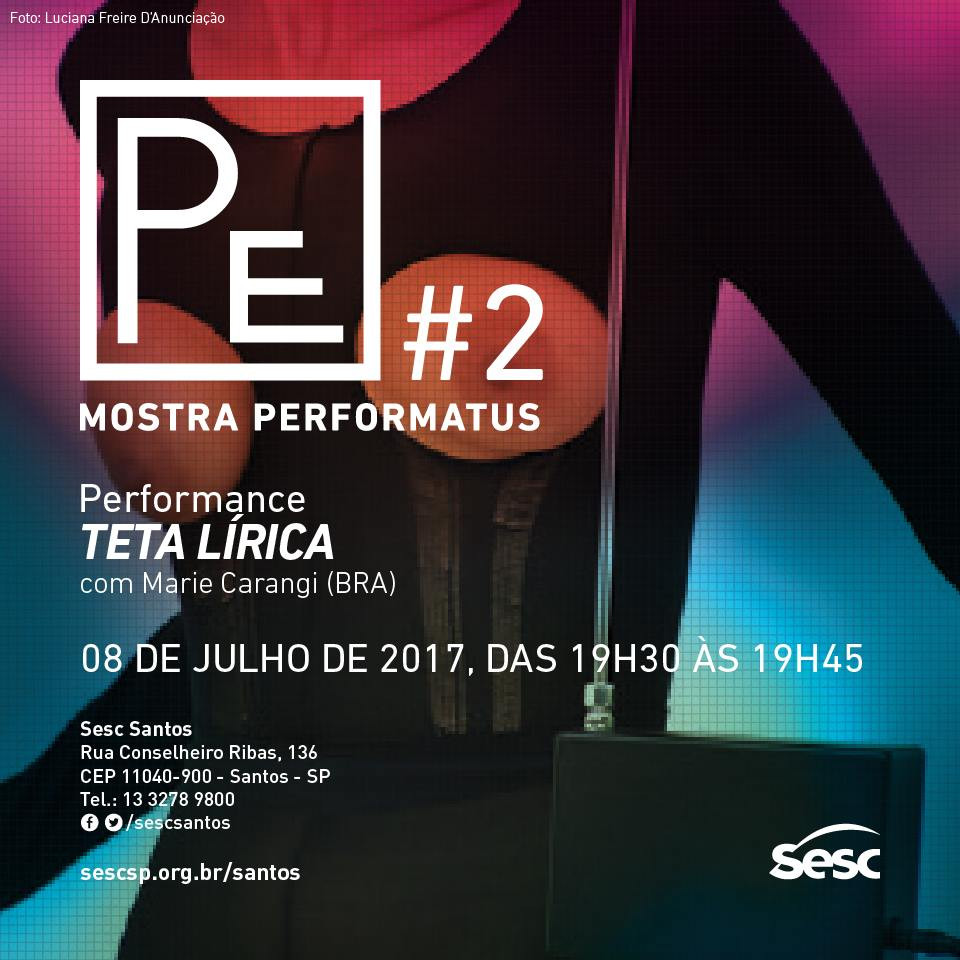 Foto: Luciana Freire D'Anunciação
PE
#2
MOSTRA PERFORMATUS
Performance
TETA LÍRICA
com Marie Carangi (BRA)
08 DE JULHO DE 2017, DAS 19H30 ÀS 19H45
Sesc Santos
Rua Conselheiro Ribas, 136
CEP 11040-900 - Santos - SP
Tel.: 13 3278 9800
/sescsantos
sescsp.org.br/santos
Sesc